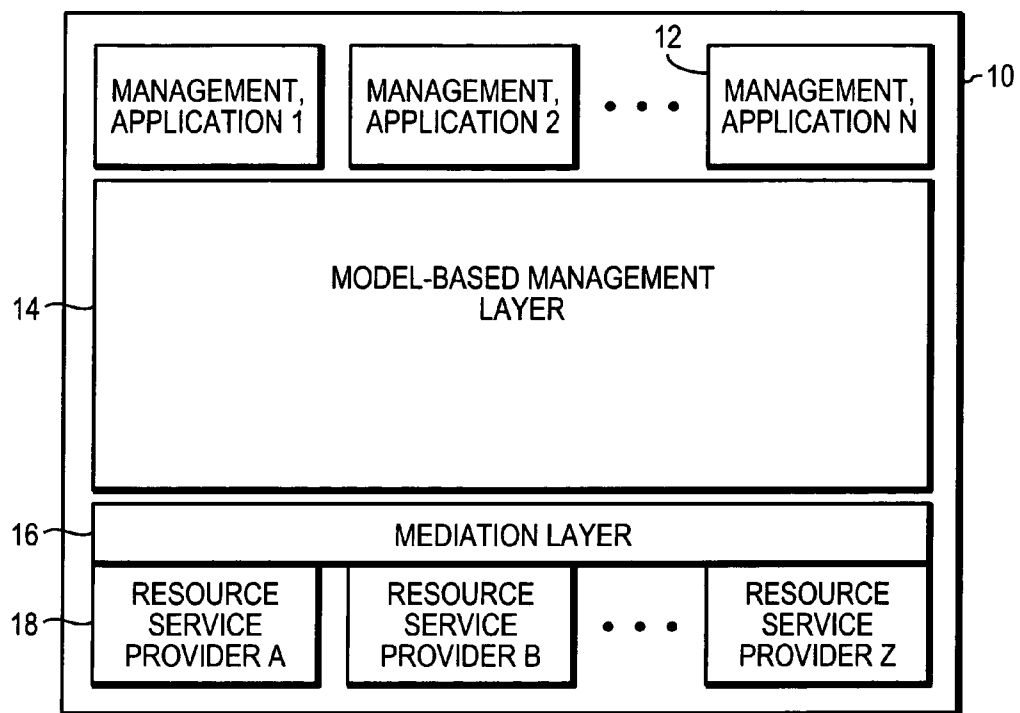 12
10
MANAGEMENT,
APPLICATION 1
MANAGEMENT,
APPLICATION 2
MANAGEMENT,
APPLICATION N
14
MODEL-BASED MANAGEMENT
LAYER
16
MEDIATION LAYER
18
RESOURCE
SERVICE
PROVIDER A
RESOURCE
SERVICE
PROVIDER B
RESOURCE
SERVICE
PROVIDER Z